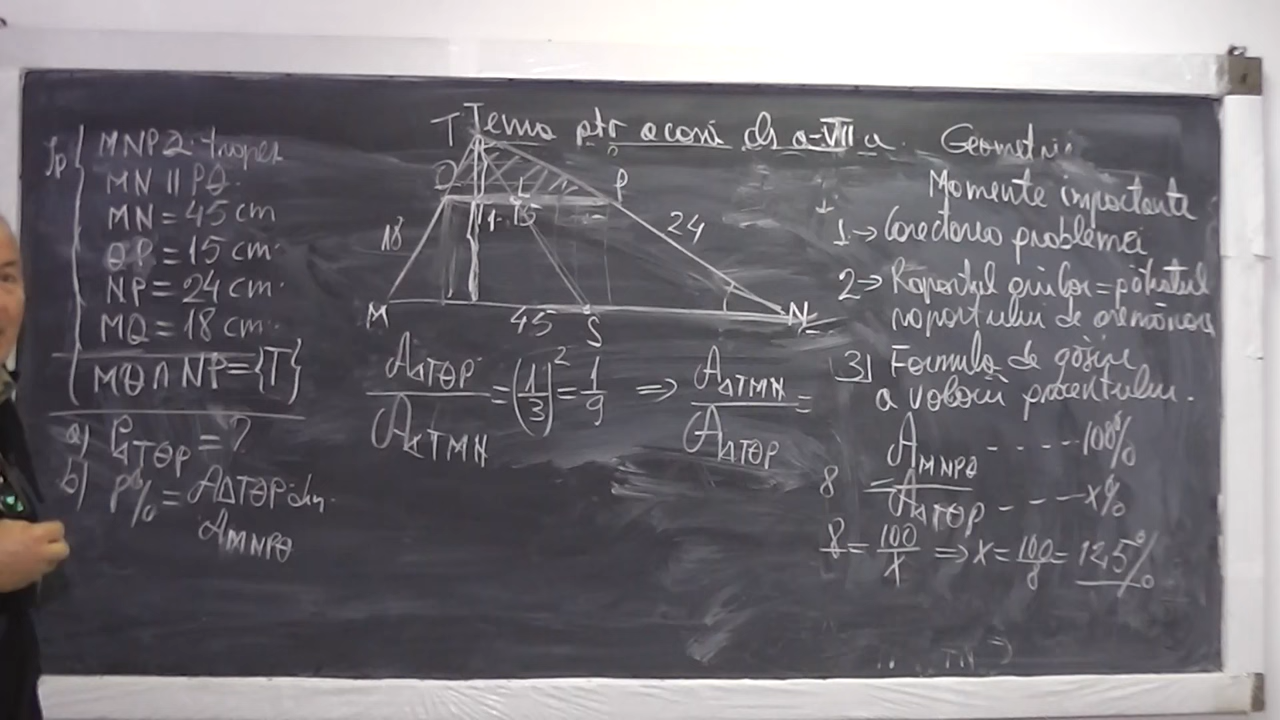 Tema ptr acasă cls a-VII a. Geometrie
Ip MNPQ trapez
MN || PQ
MN = 45 cm
QP = 15 cm
NP = 24 cm
MQ = 18 cm
MQ ∩ NP = {T}
a) P△TQP = ?
b) P% = A△TQP din
AMNPQ
T
Q L P
18 15 24
M 45 S N
A△TQP / A△TMN = (1/3)² = 1/9 ⇒ A△TMN / A△TQP =
Momente importante
1 → Corectarea problemei
2 → Raportul ariilor = pătratul
raportului de asemănare
3] Formula de găsire
a valorii procentului.
AMNPQ - - - - 100%
8
A△TQP - - - x%
8 = 100/x ⇒ x = 100/8 = 12,5%